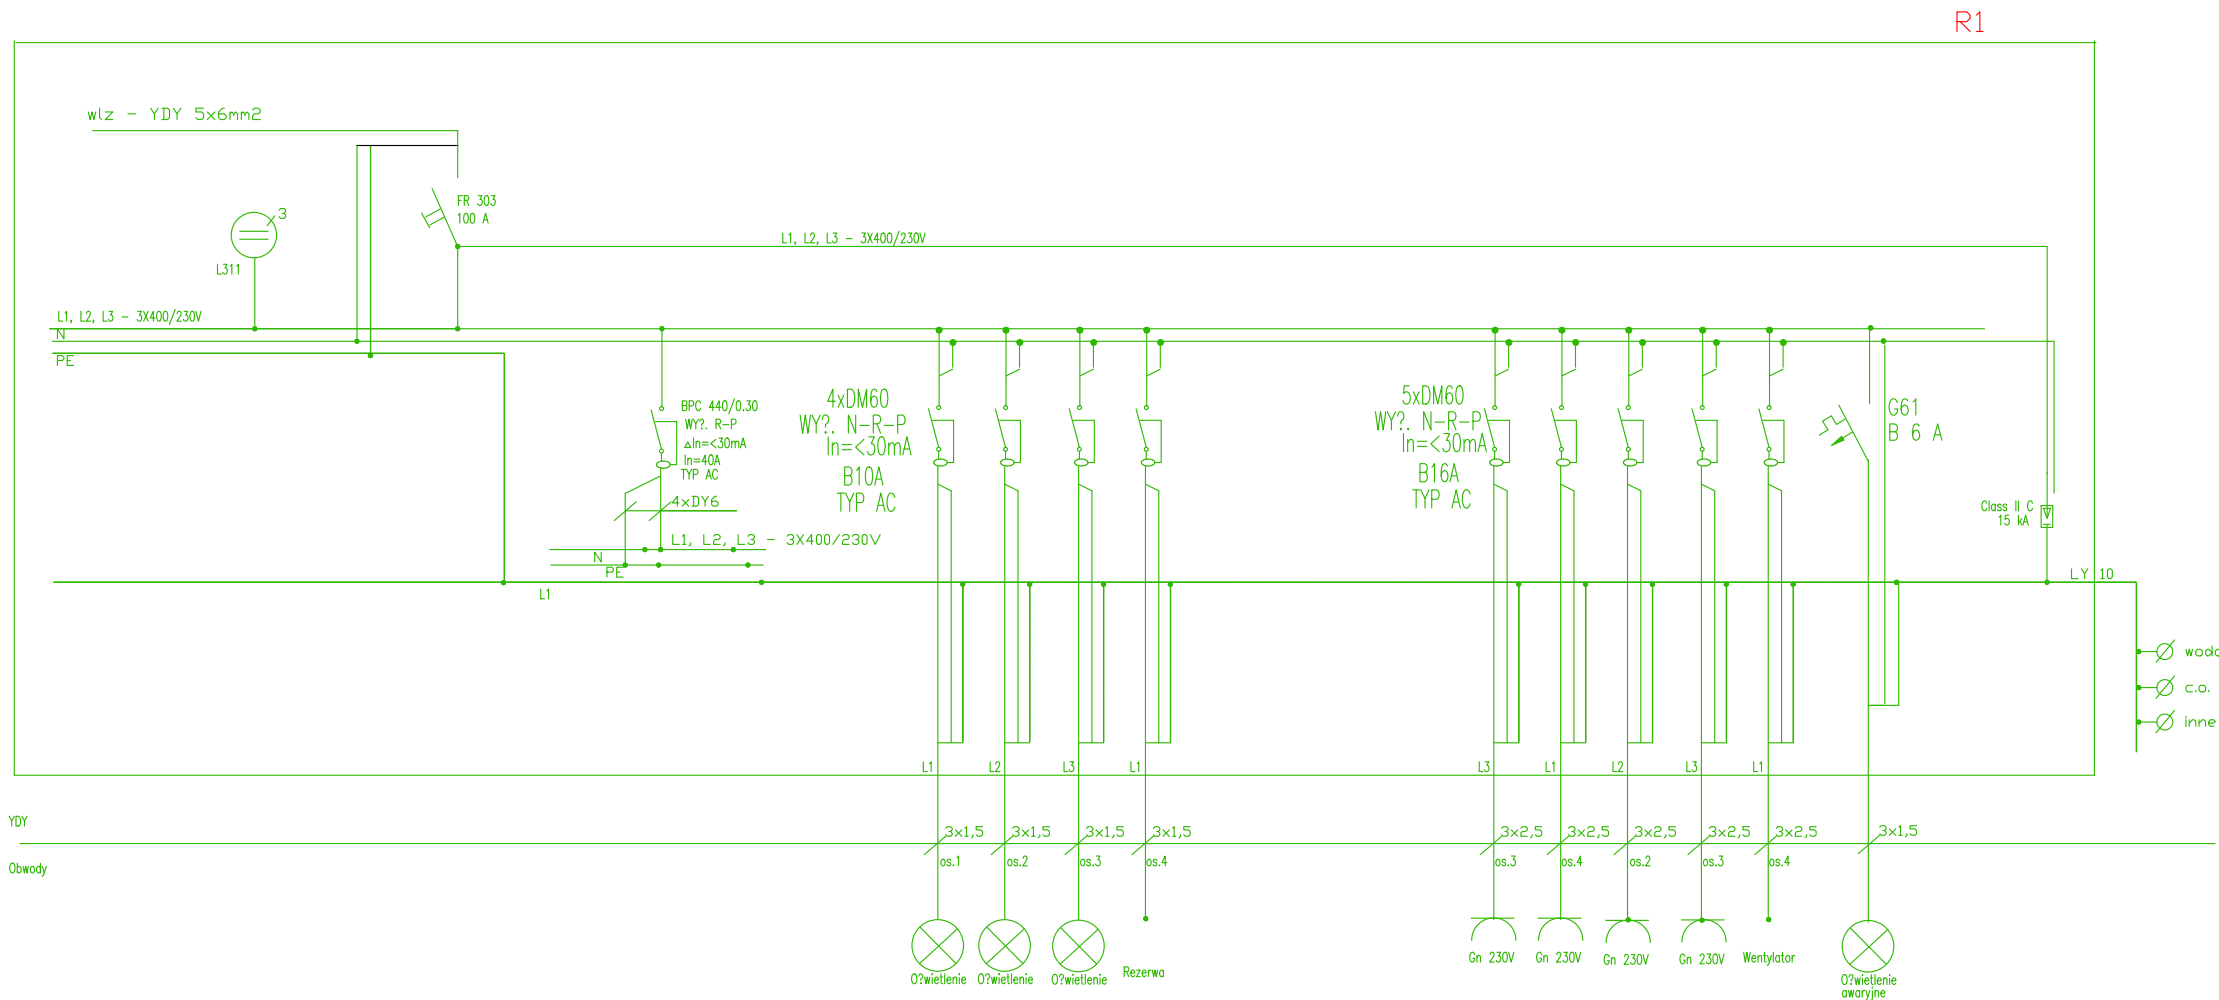 R1
wlz - YDY 5x6mm2
FR 303
100 A
3
L311
L1, L2, L3 - 3X400/230V
L1, L2, L3 - 3X400/230V
N
PE
BPC 440/0.30
WY?. R-P
△In=<30mA
In=40A
TYP AC
4xDY6
L1, L2, L3 - 3X400/230V
N
PE
L1
4xDM60
WY?. N-R-P
In=<30mA
B10A
TYP AC
5xDM60
WY?. N-R-P
In=<30mA
B16A
TYP AC
G61
B 6 A
Class II C
15 kA
LY 10
c.o.
inne
L1 L2 L3 L1 L3 L1 L2 L3 L1
YDY
3x1,5 3x1,5 3x1,5 3x1,5 3x2,5 3x2,5 3x2,5 3x2,5 3x2,5 3x1,5
Obwody
os.1 os.2 os.3 os.4 os.3 os.4 os.2 os.3 os.4
Gn 230V Gn 230V Gn 230V Gn 230V Wentylator
O?wietlenie O?wietlenie O?wietlenie Rezerwa
O?wietlenie
awaryjne